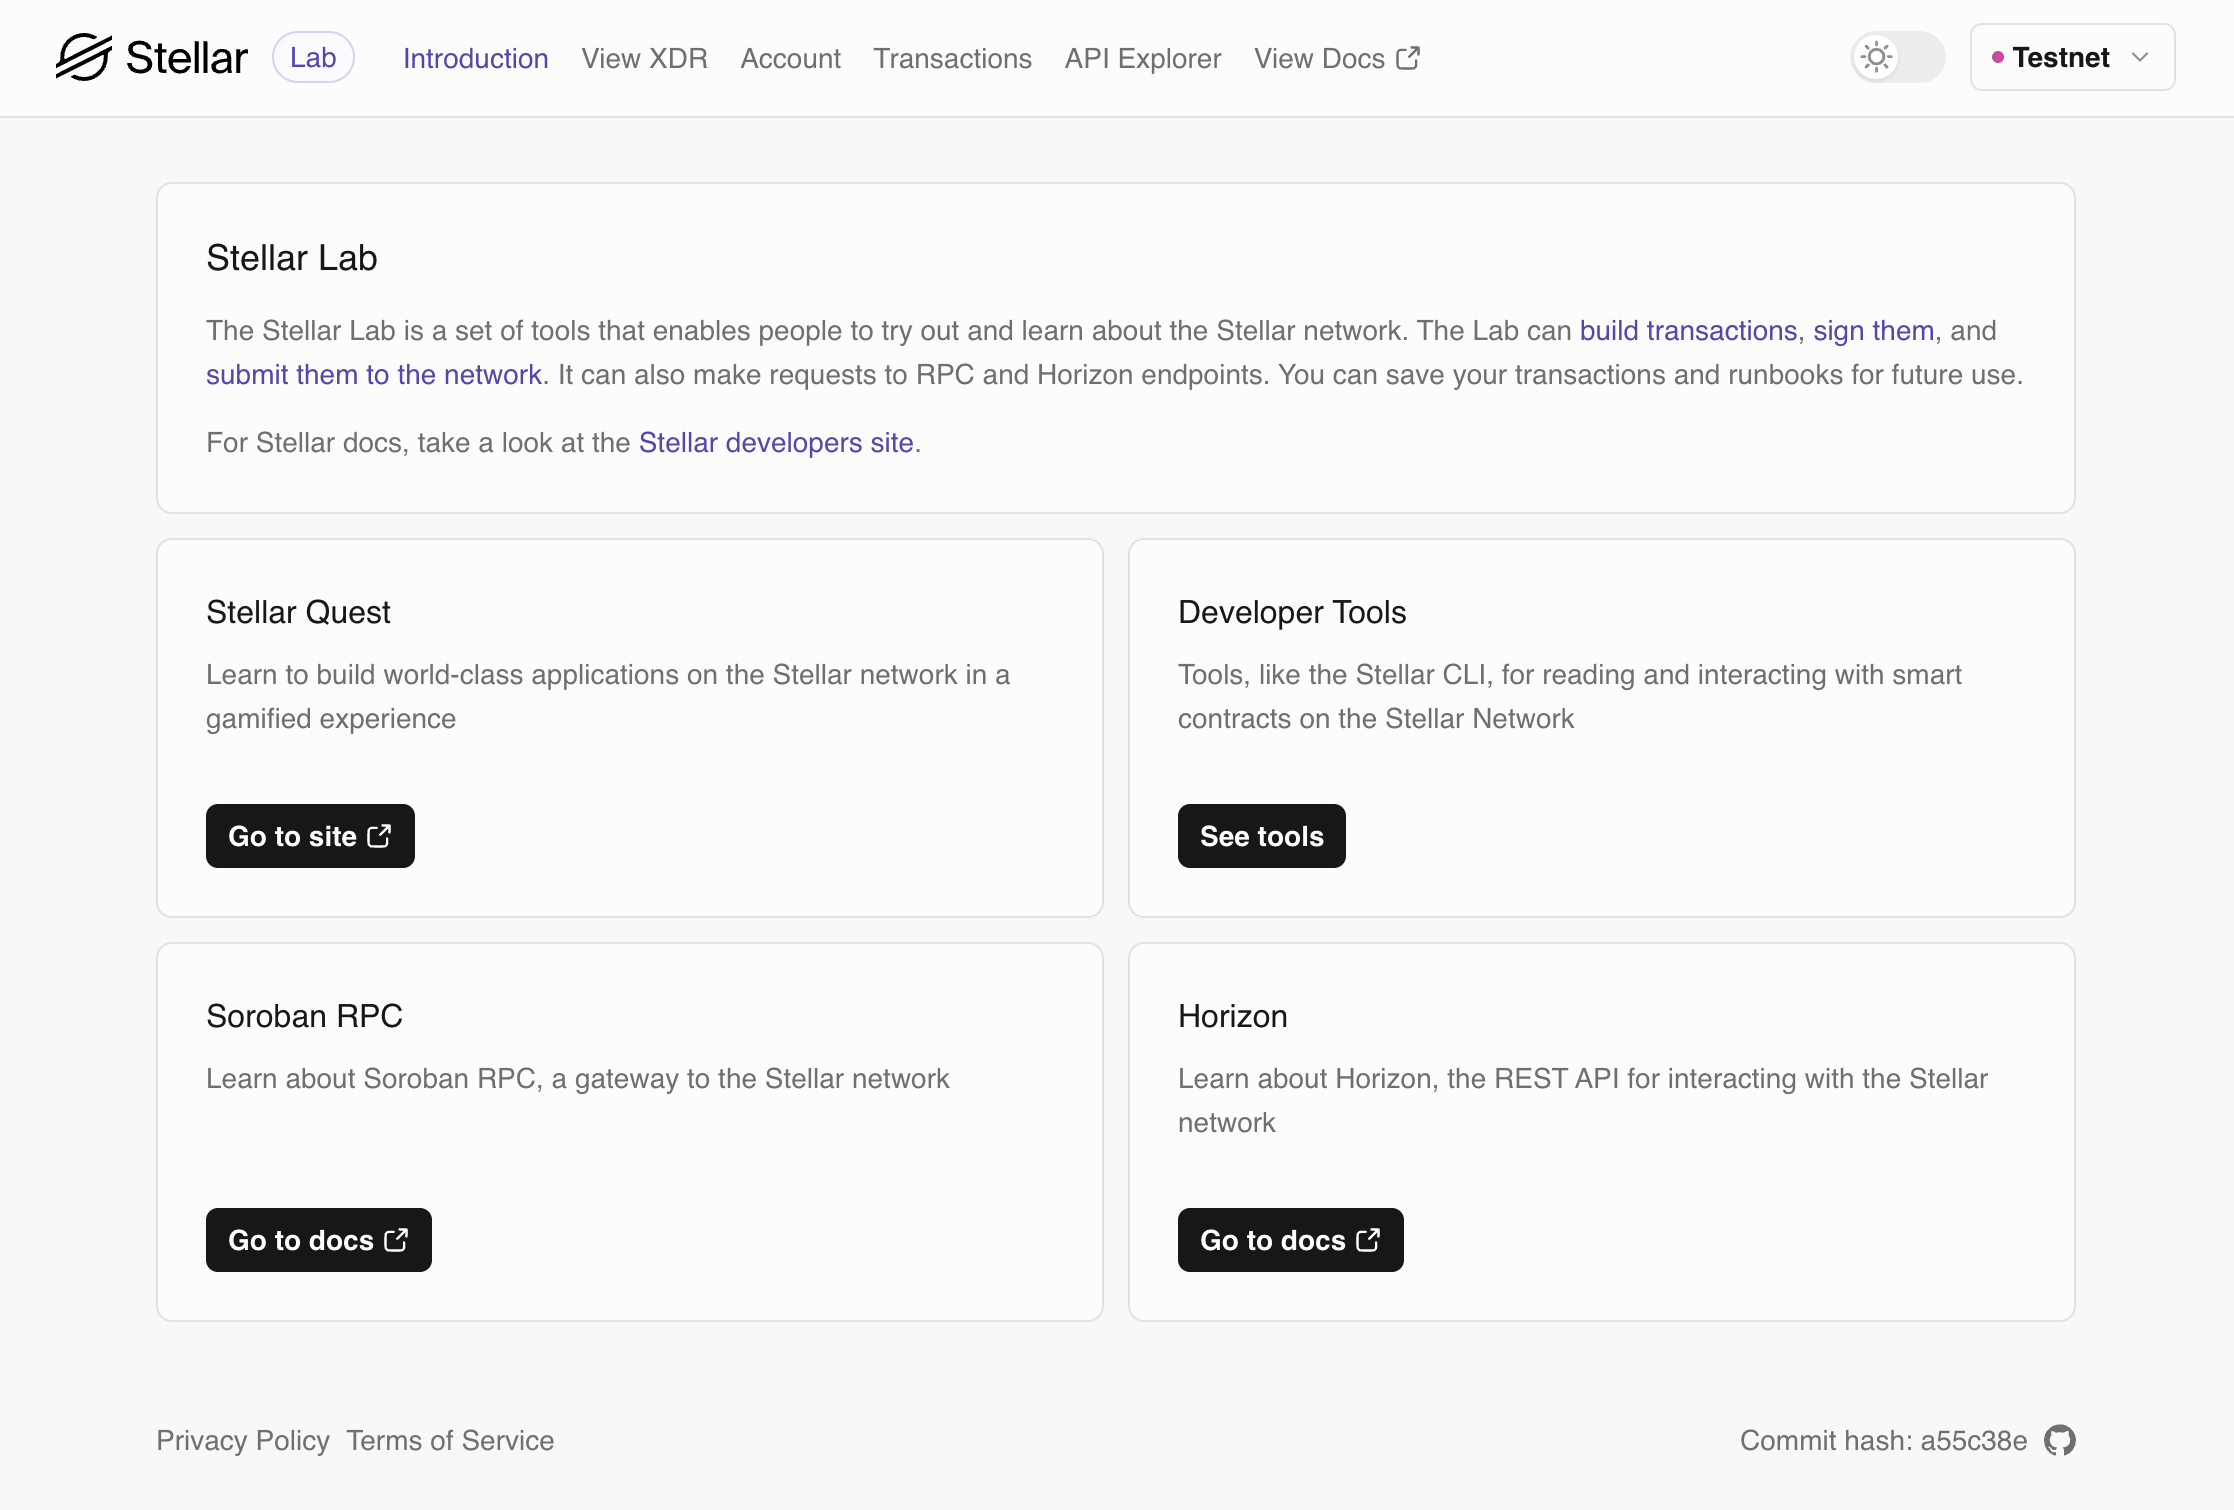 Stellar Lab Introduction View XDR Account Transactions API Explorer View Docs Testnet
Stellar Lab
The Stellar Lab is a set of tools that enables people to try out and learn about the Stellar network. The Lab can build transactions, sign them, and
submit them to the network. It can also make requests to RPC and Horizon endpoints. You can save your transactions and runbooks for future use.
For Stellar docs, take a look at the Stellar developers site.
Stellar Quest
Learn to build world-class applications on the Stellar network in a
gamified experience
Go to site
Developer Tools
Tools, like the Stellar CLI, for reading and interacting with smart
contracts on the Stellar Network
See tools
Soroban RPC
Learn about Soroban RPC, a gateway to the Stellar network
Go to docs
Horizon
Learn about Horizon, the REST API for interacting with the Stellar
network
Go to docs
Privacy Policy Terms of Service Commit hash: a55c38e